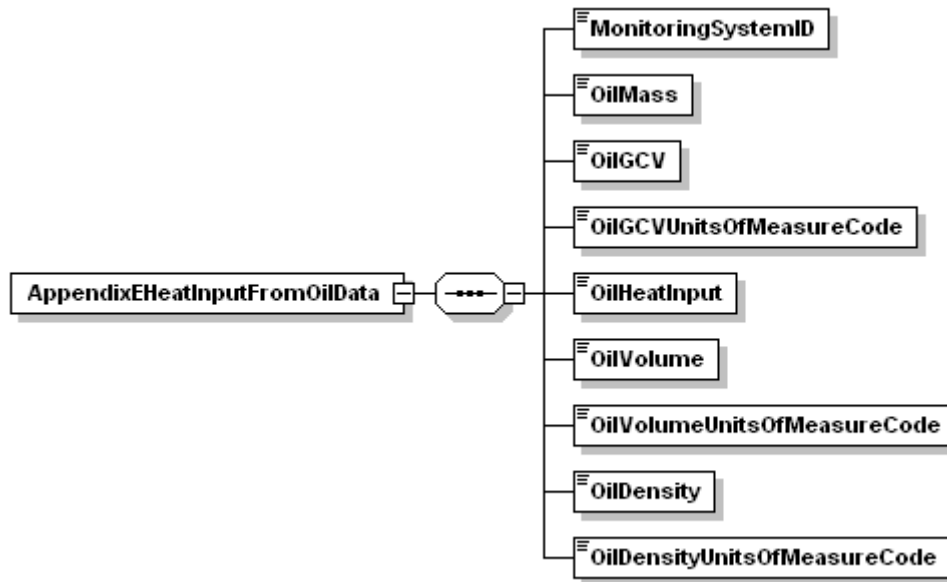 MonitoringSystemID
OilMass
OilGCV
OilGCVUnitsOfMeasureCode
AppendixEHeatInputFromOilData
OilHeatInput
OilVolume
OilVolumeUnitsOfMeasureCode
OilDensity
OilDensityUnitsOfMeasureCode